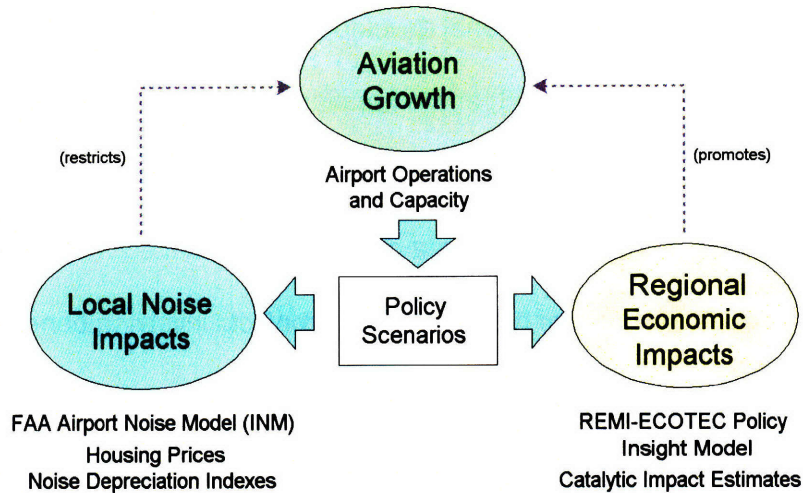 Aviation
Growth
(restricts)
(promotes)
Airport Operations
and Capacity
Local Noise
Impacts
Policy
Scenarios
Regional
Economic
Impacts
FAA Airport Noise Model (INM)
Housing Prices
Noise Depreciation Indexes
REMI-ECOTEC Policy
Insight Model
Catalytic Impact Estimates